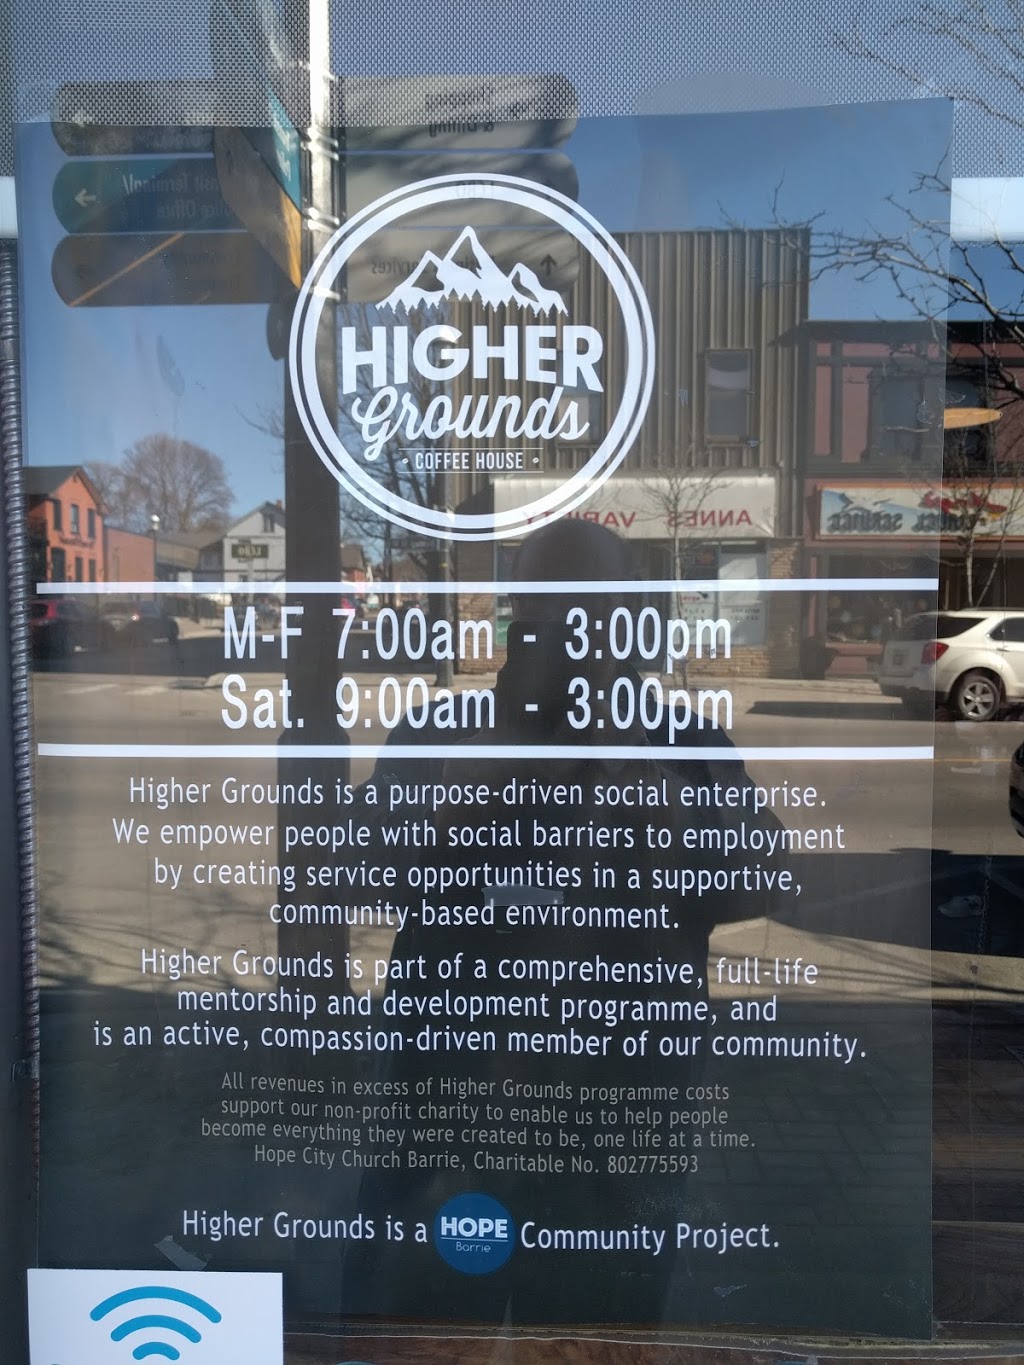 Shopping
& Dining
HIGHER
Grounds
• COFFEE HOUSE •
ANNES VARIETY
M-F 7:00am - 3:00pm
Sat. 9:00am - 3:00pm
Higher Grounds is a purpose-driven social enterprise.
We empower people with social barriers to employment
by creating service opportunities in a supportive,
community-based environment.
Higher Grounds is part of a comprehensive, full-life
mentorship and development programme, and
is an active, compassion-driven member of our community.
All revenues in excess of Higher Grounds programme costs
support our non-profit charity to enable us to help people
become everything they were created to be, one life at a time.
Hope City Church Barrie, Charitable No. 802775593
Higher Grounds is a HOPE Barrie Community Project.